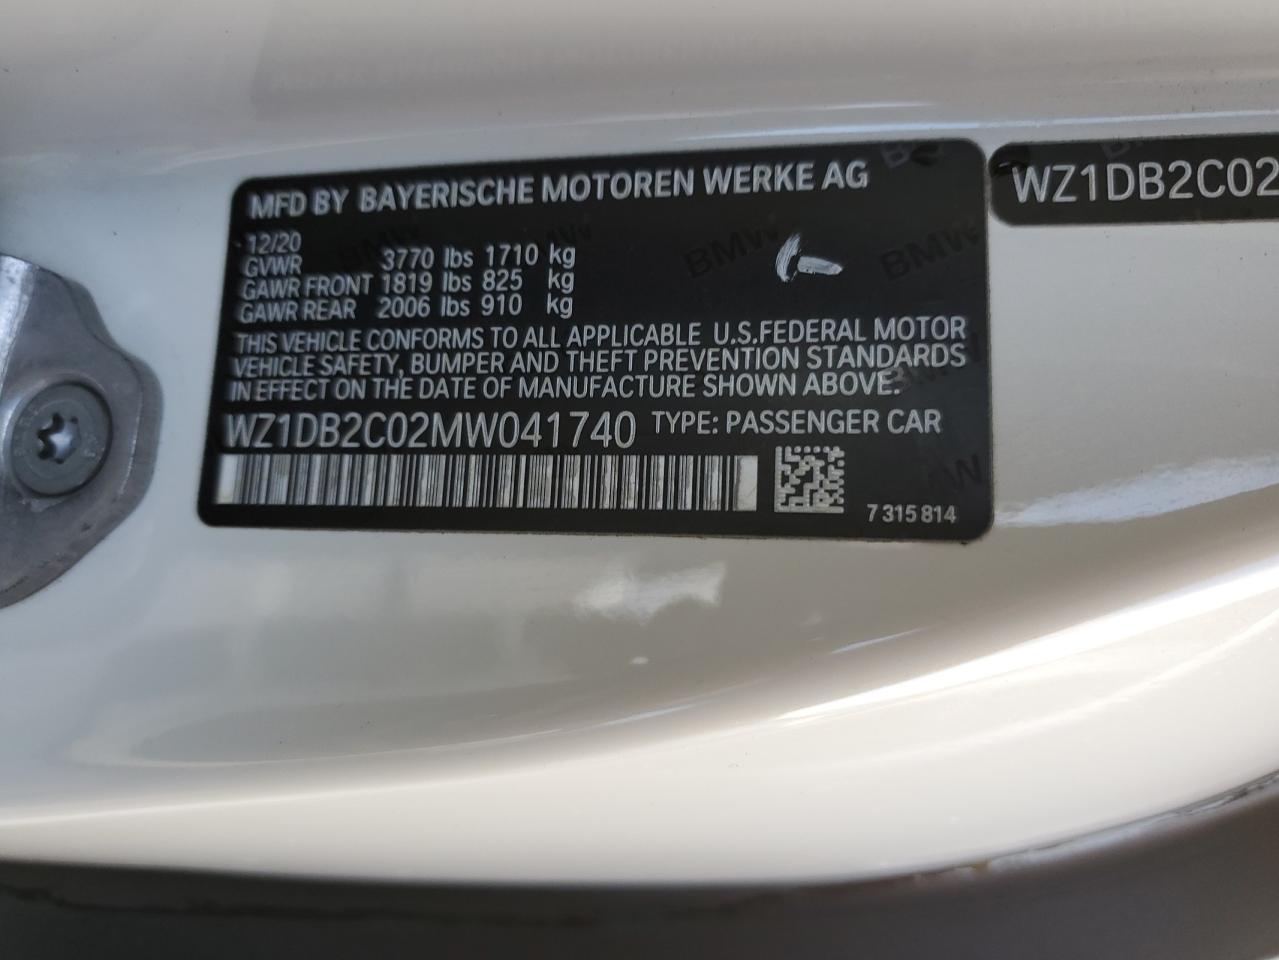 MFD BY BAYERISCHE MOTOREN WERKE AG
12/20
GVWR 3770 lbs 1710 kg
GAWR FRONT 1819 lbs 825 kg
GAWR REAR 2006 lbs 910 kg
THIS VEHICLE CONFORMS TO ALL APPLICABLE U.S.FEDERAL MOTOR
VEHICLE SAFETY, BUMPER AND THEFT PREVENTION STANDARDS
IN EFFECT ON THE DATE OF MANUFACTURE SHOWN ABOVE.
WZ1DB2C02MW041740 TYPE: PASSENGER CAR
7 315 814
WZ1DB2C02
BMW
BMW